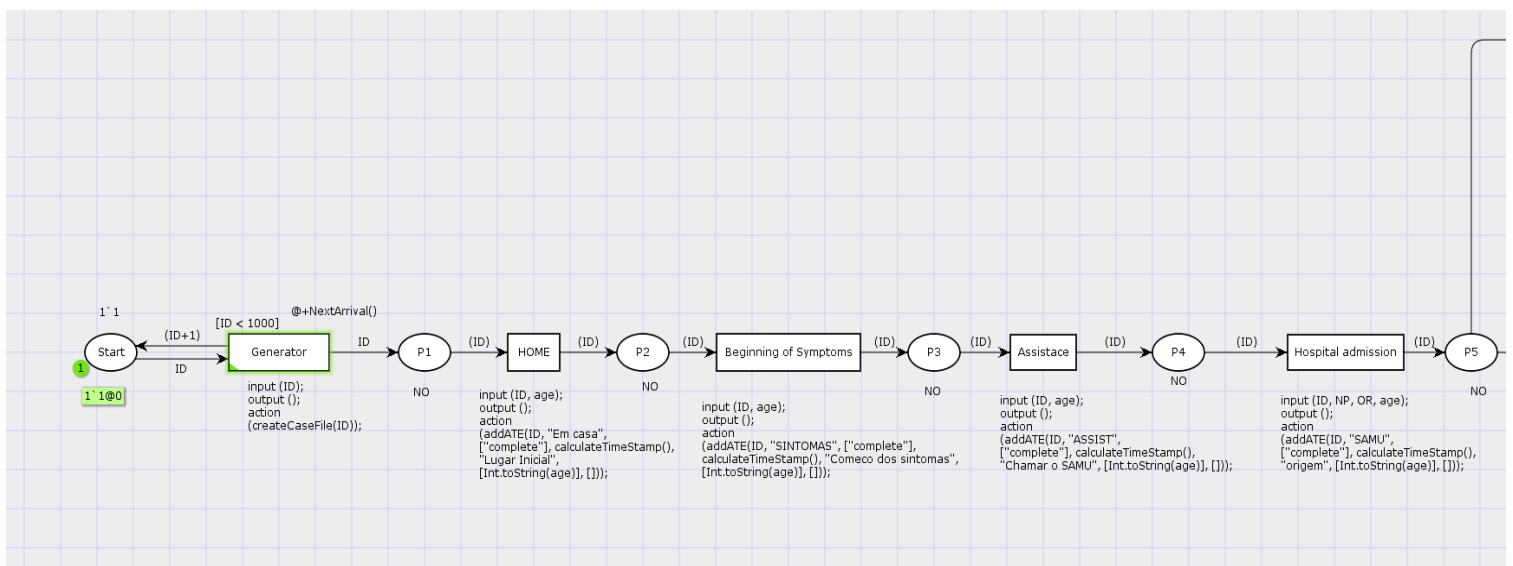 1`1
@+NextArrival()
[ID < 1000]
(ID+1)
Start
ID
1
1`1@0
Generator
input (ID);
output ();
action
(createCaseFile(ID));
ID
P1
NO
(ID)
HOME
input (ID, age);
output ();
action
(addATE(ID, "Em casa",
["complete"], calculateTimeStamp(),
"Lugar Inicial",
[Int.toString(age)], []));
(ID)
P2
NO
(ID)
Beginning of Symptoms
input (ID, age);
output ();
action
(addATE(ID, "SINTOMAS", ["complete"],
calculateTimeStamp(), "Comeco dos sintomas",
[Int.toString(age)], []));
(ID)
P3
NO
(ID)
Assistace
input (ID, age);
output ();
action
(addATE(ID, "ASSIST",
["complete"], calculateTimeStamp(),
"Chamar o SAMU", [Int.toString(age)], []));
(ID)
P4
NO
(ID)
Hospital admission
input (ID, NP, OR, age);
output ();
action
(addATE(ID, "SAMU",
["complete"], calculateTimeStamp(),
"origem", [Int.toString(age)], []));
(ID)
P5
NO